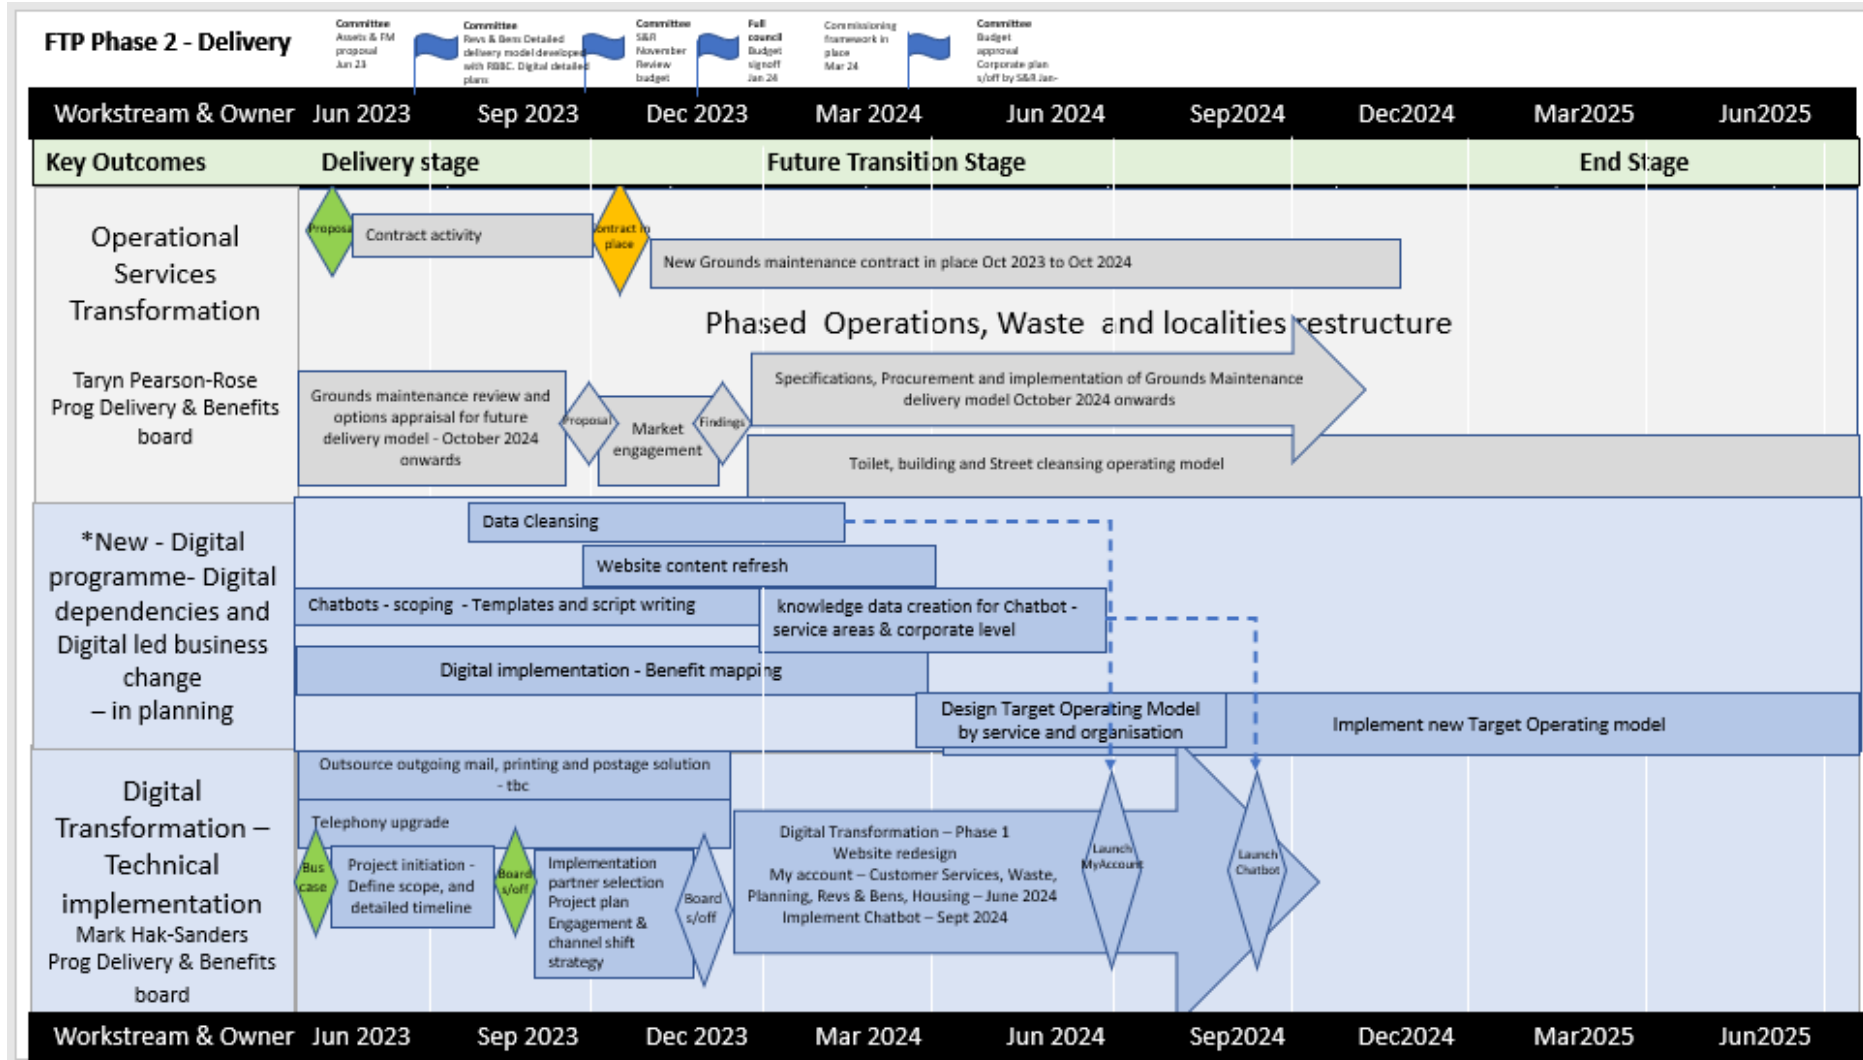 FTP Phase 2 - Delivery
Committee
Assets & FM
proposal
Jun 23
Committee
Revs & Bens Detailed
delivery model developed
with RBBC. Digital detailed
plans
Committee
S&R
November
Review
budget
Full
council
Budget
signoff
Jan 24
Commissioning
framework in
place
Mar 24
Committee
Budget
approval
Corporate plan
s/off by S&R Jan-
Workstream & Owner Jun 2023 Sep 2023 Dec 2023 Mar 2024 Jun 2024 Sep2024 Dec2024 Mar2025 Jun2025
Key Outcomes Delivery stage Future Transition Stage End Stage
Operational
Services
Transformation
Taryn Pearson-Rose
Prog Delivery & Benefits
board
Proposa
Contract activity
ontract in
place
New Grounds maintenance contract in place Oct 2023 to Oct 2024
Phased Operations, Waste and localities restructure
Grounds maintenance review and
options appraisal for future
delivery model - October 2024
onwards
Proposal
Market
engagement
Findings
Specifications, Procurement and implementation of Grounds Maintenance
delivery model October 2024 onwards
Toilet, building and Street cleansing operating model
*New - Digital
programme- Digital
dependencies and
Digital led business
change
– in planning
Data Cleansing
Website content refresh
Chatbots - scoping - Templates and script writing
knowledge data creation for Chatbot -
service areas & corporate level
Digital implementation - Benefit mapping
Design Target Operating Model
by service and organisation
Implement new Target Operating model
Digital
Transformation –
Technical
implementation
Mark Hak-Sanders
Prog Delivery & Benefits
board
Outsource outgoing mail, printing and postage solution
- tbc
Telephony upgrade
Bus
case
Project initiation -
Define scope, and
detailed timeline
Board
s/off
Implementation
partner selection
Project plan
Engagement &
channel shift
strategy
Board
s/off
Digital Transformation – Phase 1
Website redesign
My account – Customer Services, Waste,
Planning, Revs & Bens, Housing – June 2024
Implement Chatbot – Sept 2024
Launch
MyAccount
Launch
Chatbot
Workstream & Owner Jun 2023 Sep 2023 Dec 2023 Mar 2024 Jun 2024 Sep2024 Dec2024 Mar2025 Jun2025